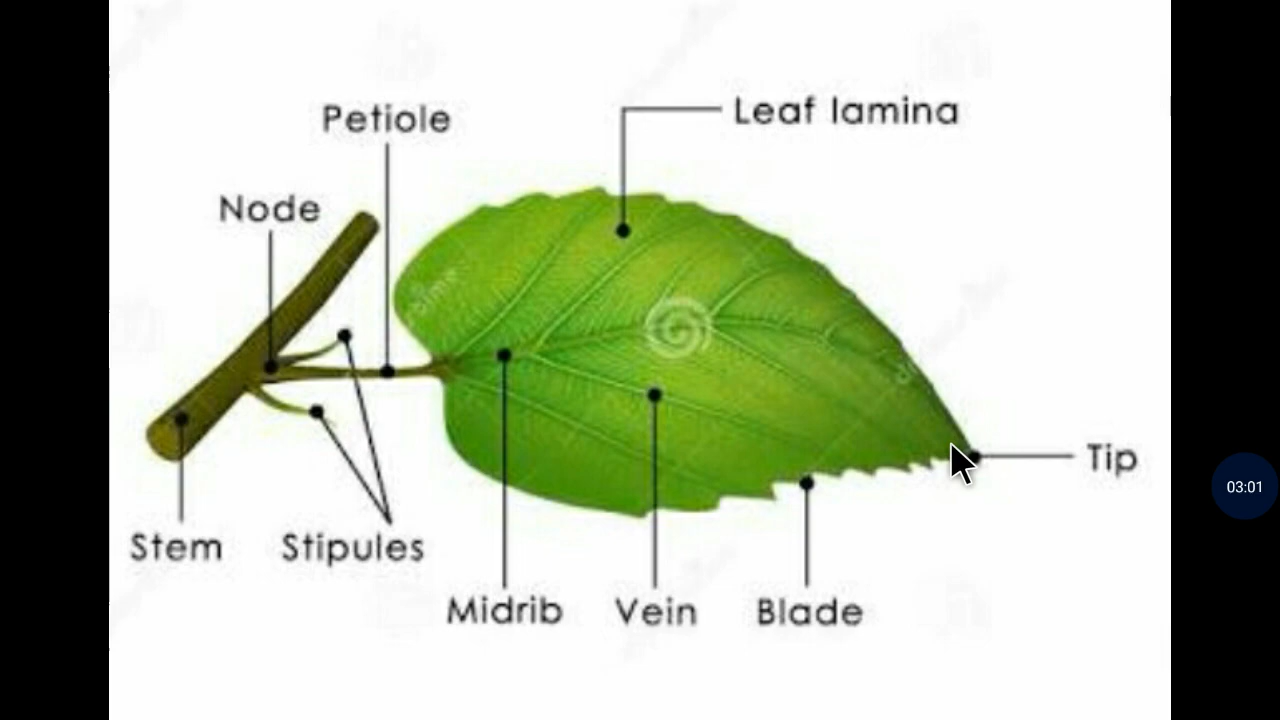 Petiole
Leaf lamina
Node
Tip
Stem
Stipules
Midrib
Vein
Blade
03:01